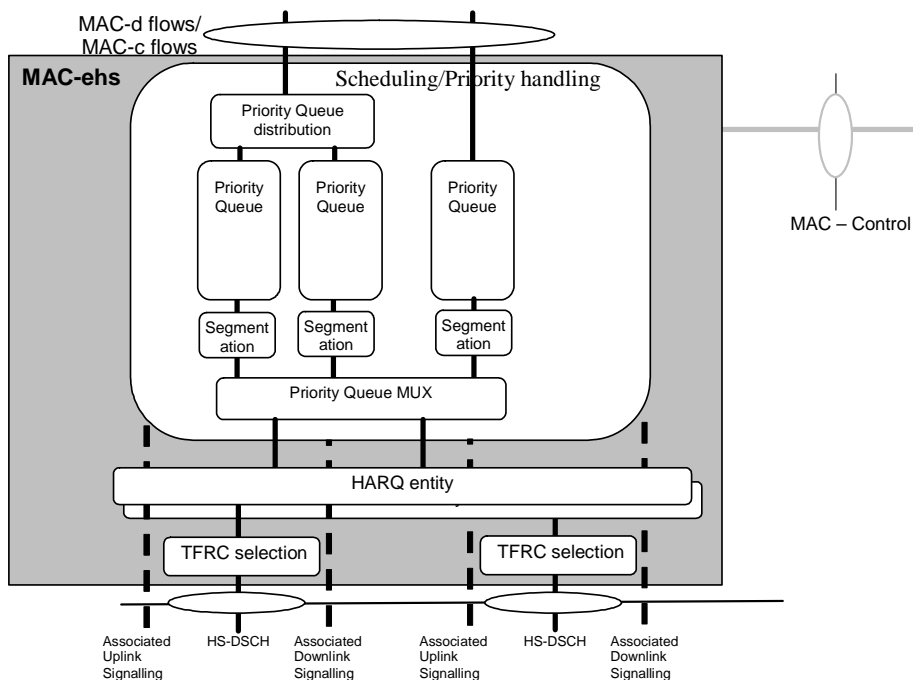 MAC-d flows/
MAC-c flows
MAC-ehs
Scheduling/Priority handling
Priority Queue
distribution
Priority
Queue
Priority
Queue
Priority
Queue
MAC – Control
Segment
ation
Segment
ation
Segment
ation
Priority Queue MUX
HARQ entity
TFRC selection
TFRC selection
Associated
Uplink
Signalling
HS-DSCH
Associated
Downlink
Signalling
Associated
Uplink
Signalling
HS-DSCH
Associated
Downlink
Signalling